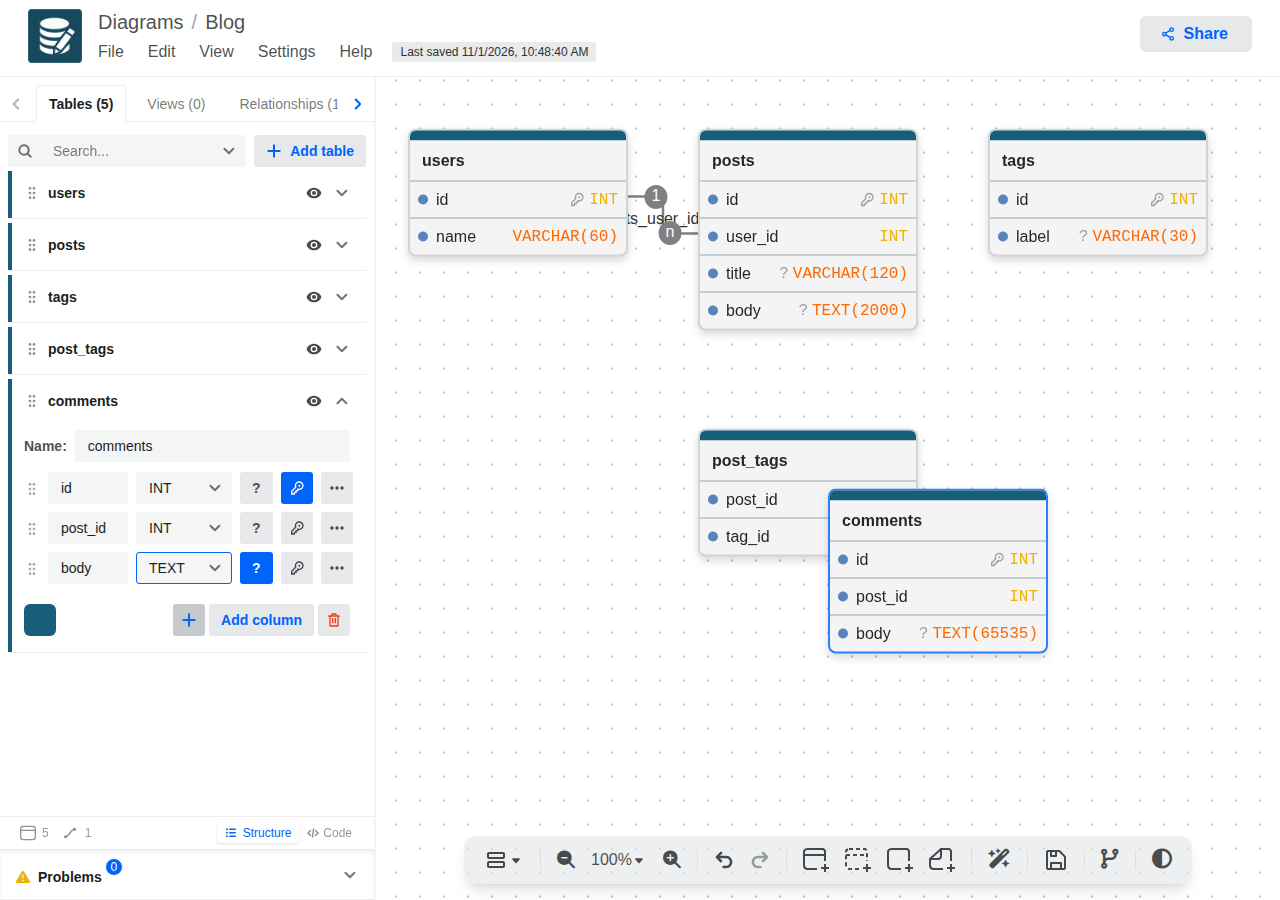 Diagrams / Blog
File Edit View Settings Help Last saved 11/1/2026, 10:48:40 AM
Share
Tables (5) Views (0) Relationships (1
Search... Add table
users
posts
tags
post_tags
comments
Name: comments
id INT ?
post_id INT ?
body TEXT ?
Add column
5 1 Structure Code
Problems 0
users
id INT
name VARCHAR(60)
1
ts_user_id
n
posts
id INT
user_id INT
title ? VARCHAR(120)
body ? TEXT(2000)
tags
id INT
label ? VARCHAR(30)
post_tags
post_id
tag_id
comments
id INT
post_id INT
body ? TEXT(65535)
100%